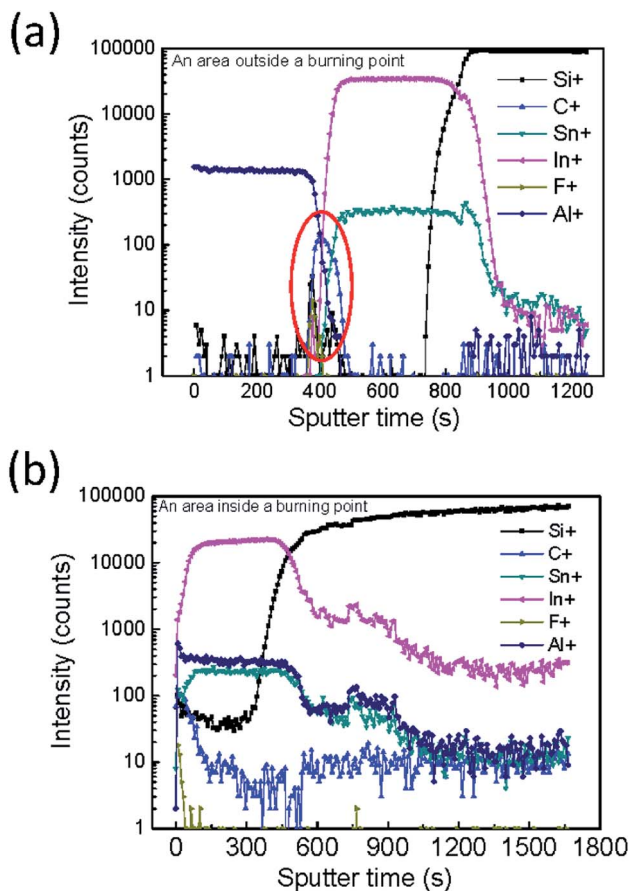 (a)
An area outside a burning point
100000
10000
1000
100
10
1
Intensity (counts)
Si+
C+
Sn+
In+
F+
Al+
0 200 400 600 800 1000 1200
Sputter time (s)
(b)
An area inside a burning point
100000
10000
1000
100
10
1
Intensity (counts)
Si+
C+
Sn+
In+
F+
Al+
0 300 600 900 1200 1500 1800
Sputter time (s)